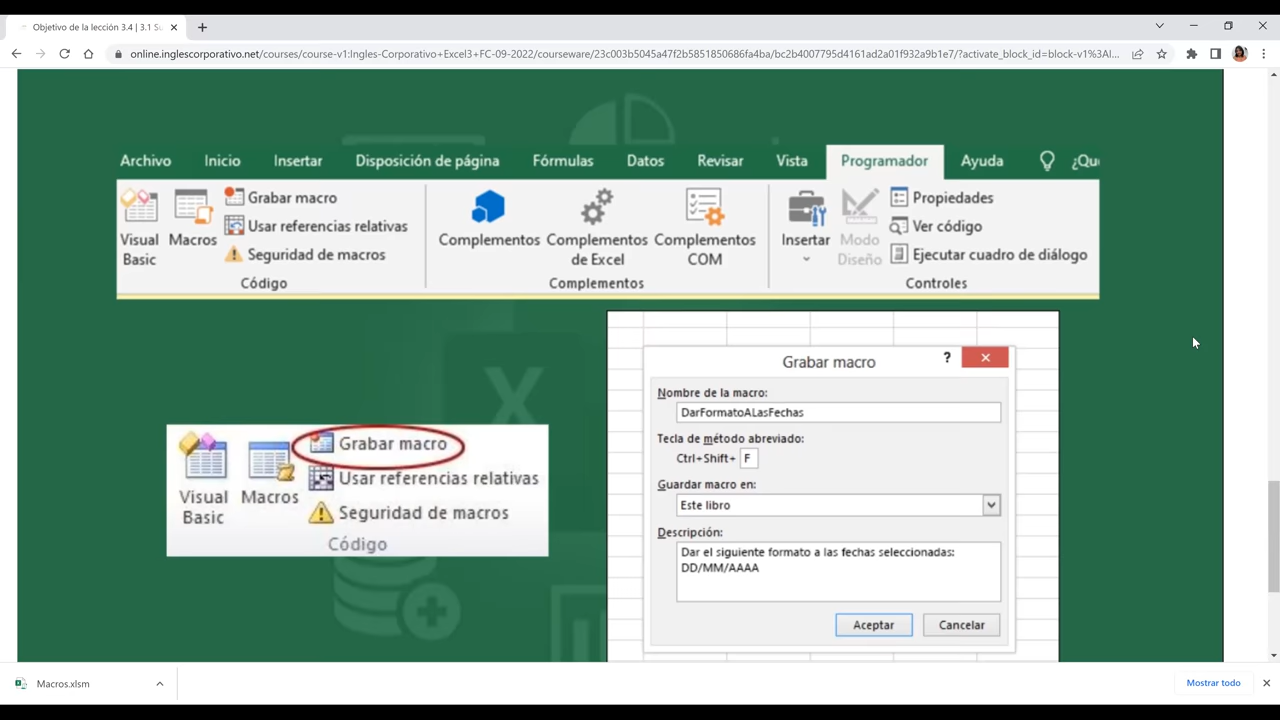 Objetivo de la lección 3.4 | 3.1 Su
online.inglescorporativo.net/courses/course-v1:Ingles-Corporativo+Excel3+FC-09-2022/courseware/23c003b5045a47f2b5851850686fa4ba/bc2b4007795d4161ad2a01f932a9b1e7/?activate_block_id=block-v1%3AI...
Archivo Inicio Insertar Disposición de página Fórmulas Datos Revisar Vista Programador Ayuda ¿Qu
Visual Basic
Macros
Grabar macro
Usar referencias relativas
Seguridad de macros
Código
Complementos
Complementos de Excel
Complementos COM
Complementos
Insertar
Modo Diseño
Propiedades
Ver código
Ejecutar cuadro de diálogo
Controles
Visual Basic
Macros
Grabar macro
Usar referencias relativas
Seguridad de macros
Código
Grabar macro
?
Nombre de la macro:
DarFormatoALasFechas
Tecla de método abreviado:
Ctrl+Shift+ F
Guardar macro en:
Este libro
Descripción:
Dar el siguiente formato a las fechas seleccionadas:
DD/MM/AAAA
Aceptar Cancelar
Macros.xlsm
Mostrar todo